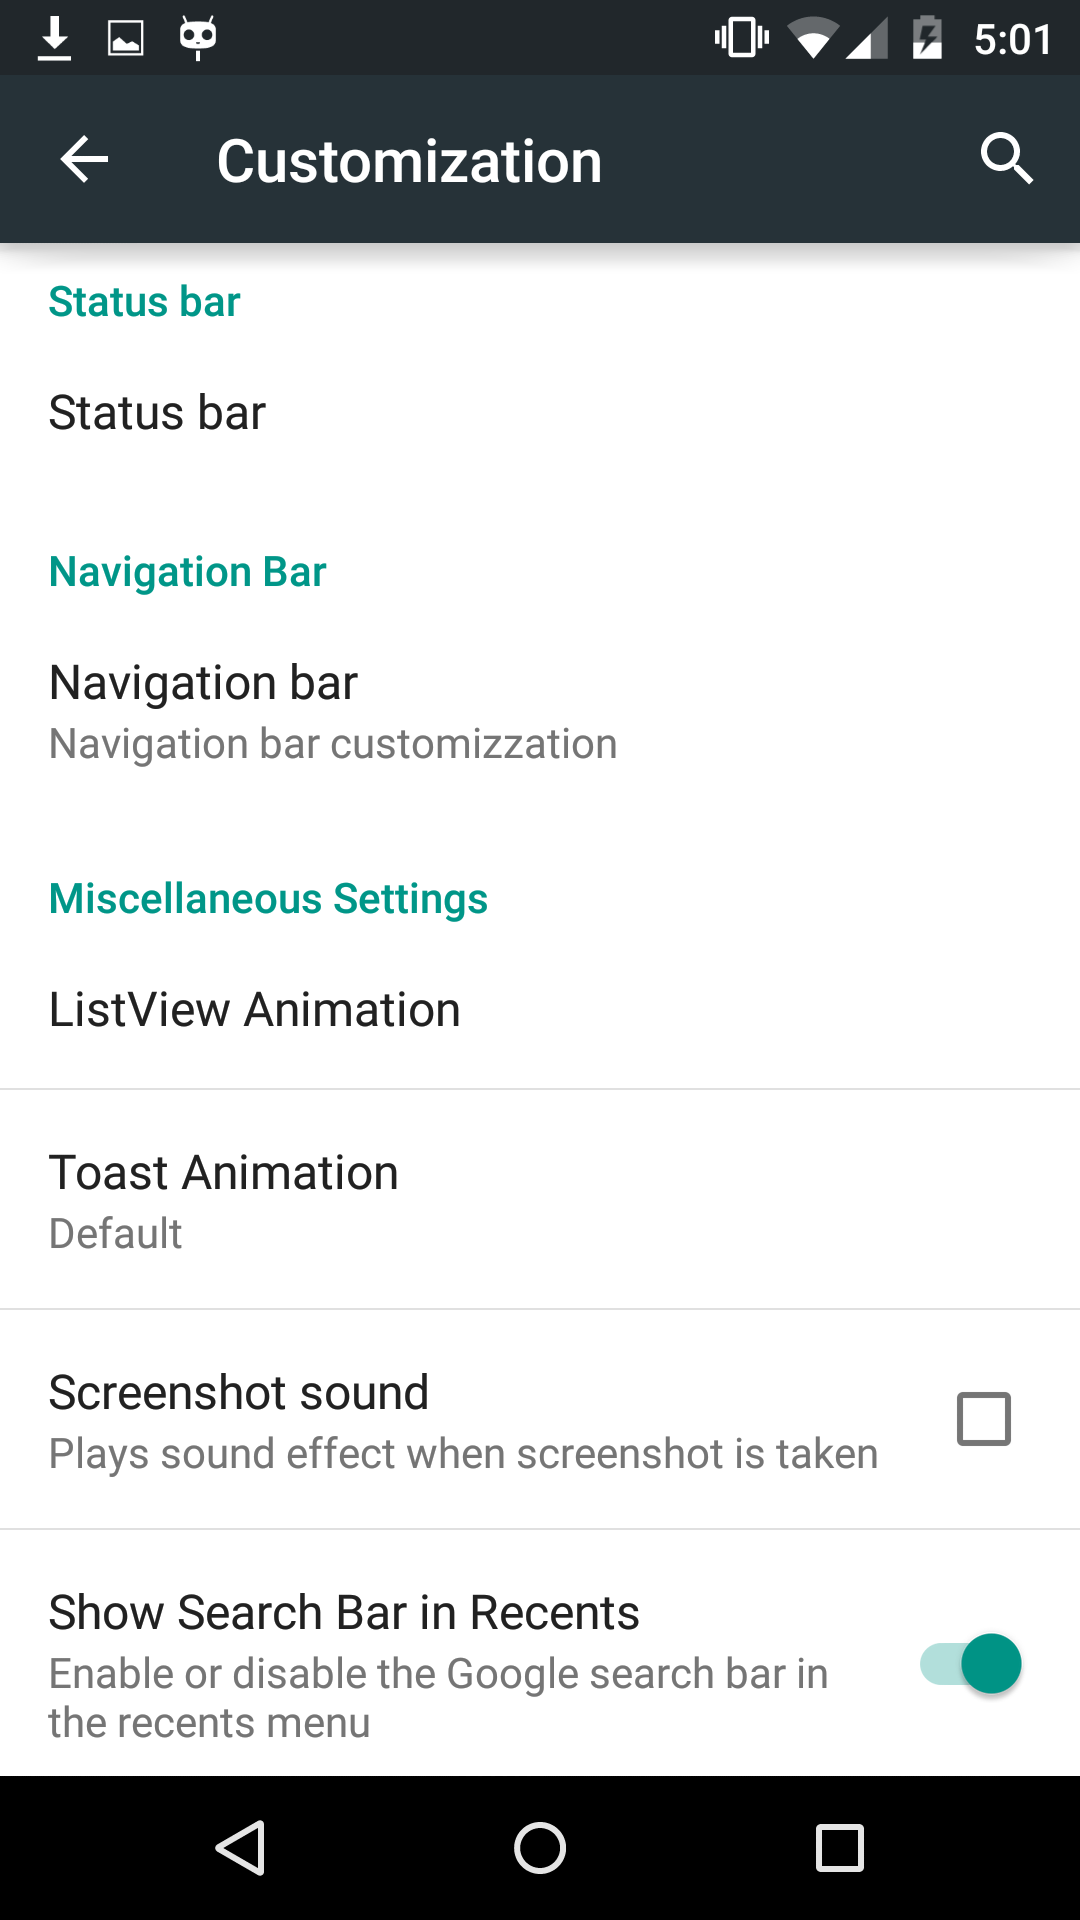 5:01
Customization
Status bar
Status bar
Navigation Bar
Navigation bar
Navigation bar customizzation
Miscellaneous Settings
ListView Animation
Toast Animation
Default
Screenshot sound
Plays sound effect when screenshot is taken
Show Search Bar in Recents
Enable or disable the Google search bar in
the recents menu